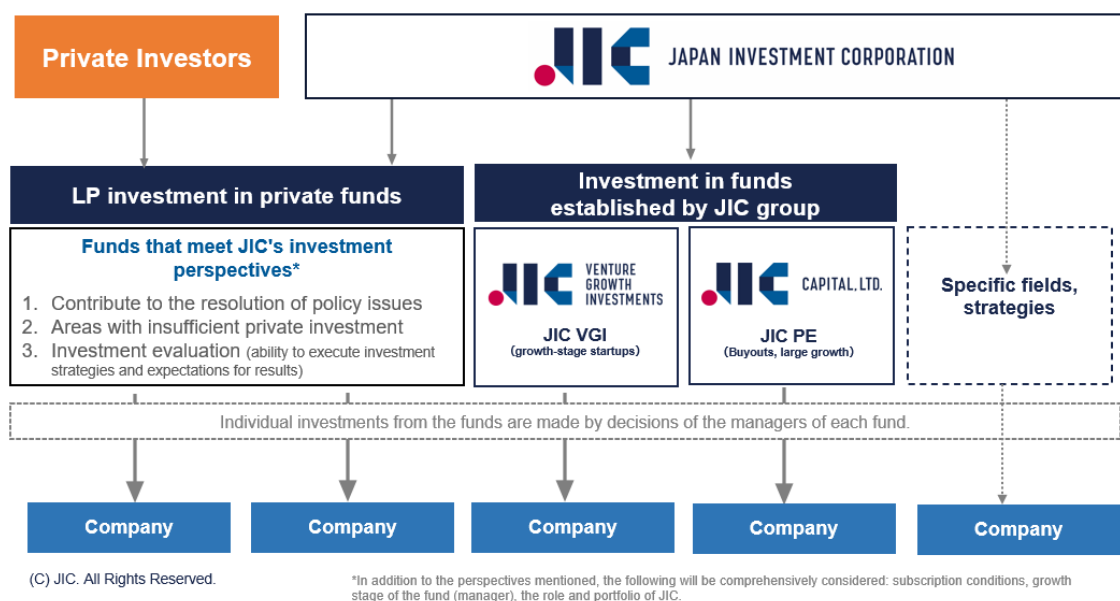 Private Investors
JIC JAPAN INVESTMENT CORPORATION
LP investment in private funds
Investment in funds
established by JIC group
Funds that meet JIC's investment
perspectives*
1. Contribute to the resolution of policy issues
2. Areas with insufficient private investment
3. Investment evaluation (ability to execute investment
strategies and expectations for results)
JIC VENTURE
GROWTH
INVESTMENTS
JIC VGI
(growth-stage startups)
JIC CAPITAL, LTD.
JIC PE
(Buyouts, large growth)
Specific fields,
strategies
Individual investments from the funds are made by decisions of the managers of each fund.
Company
Company
Company
Company
Company
(C) JIC. All Rights Reserved.
*In addition to the perspectives mentioned, the following will be comprehensively considered: subscription conditions, growth
stage of the fund (manager), the role and portfolio of JIC.